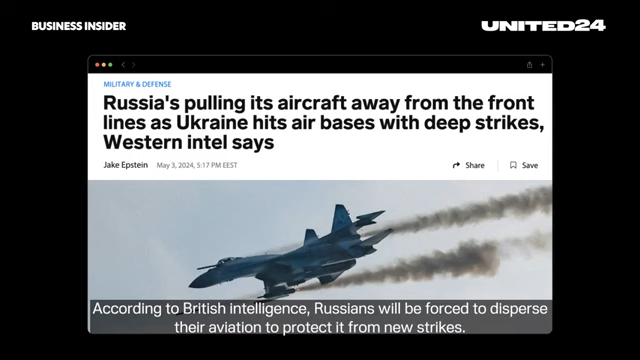 BUSINESS INSIDER
UNITED24
MILITARY & DEFENSE
Russia's pulling its aircraft away from the front
lines as Ukraine hits air bases with deep strikes,
Western intel says
Jake Epstein May 3, 2024, 5:17 PM EEST
Share
Save
According to British intelligence, Russians will be forced to disperse
their aviation to protect it from new strikes.